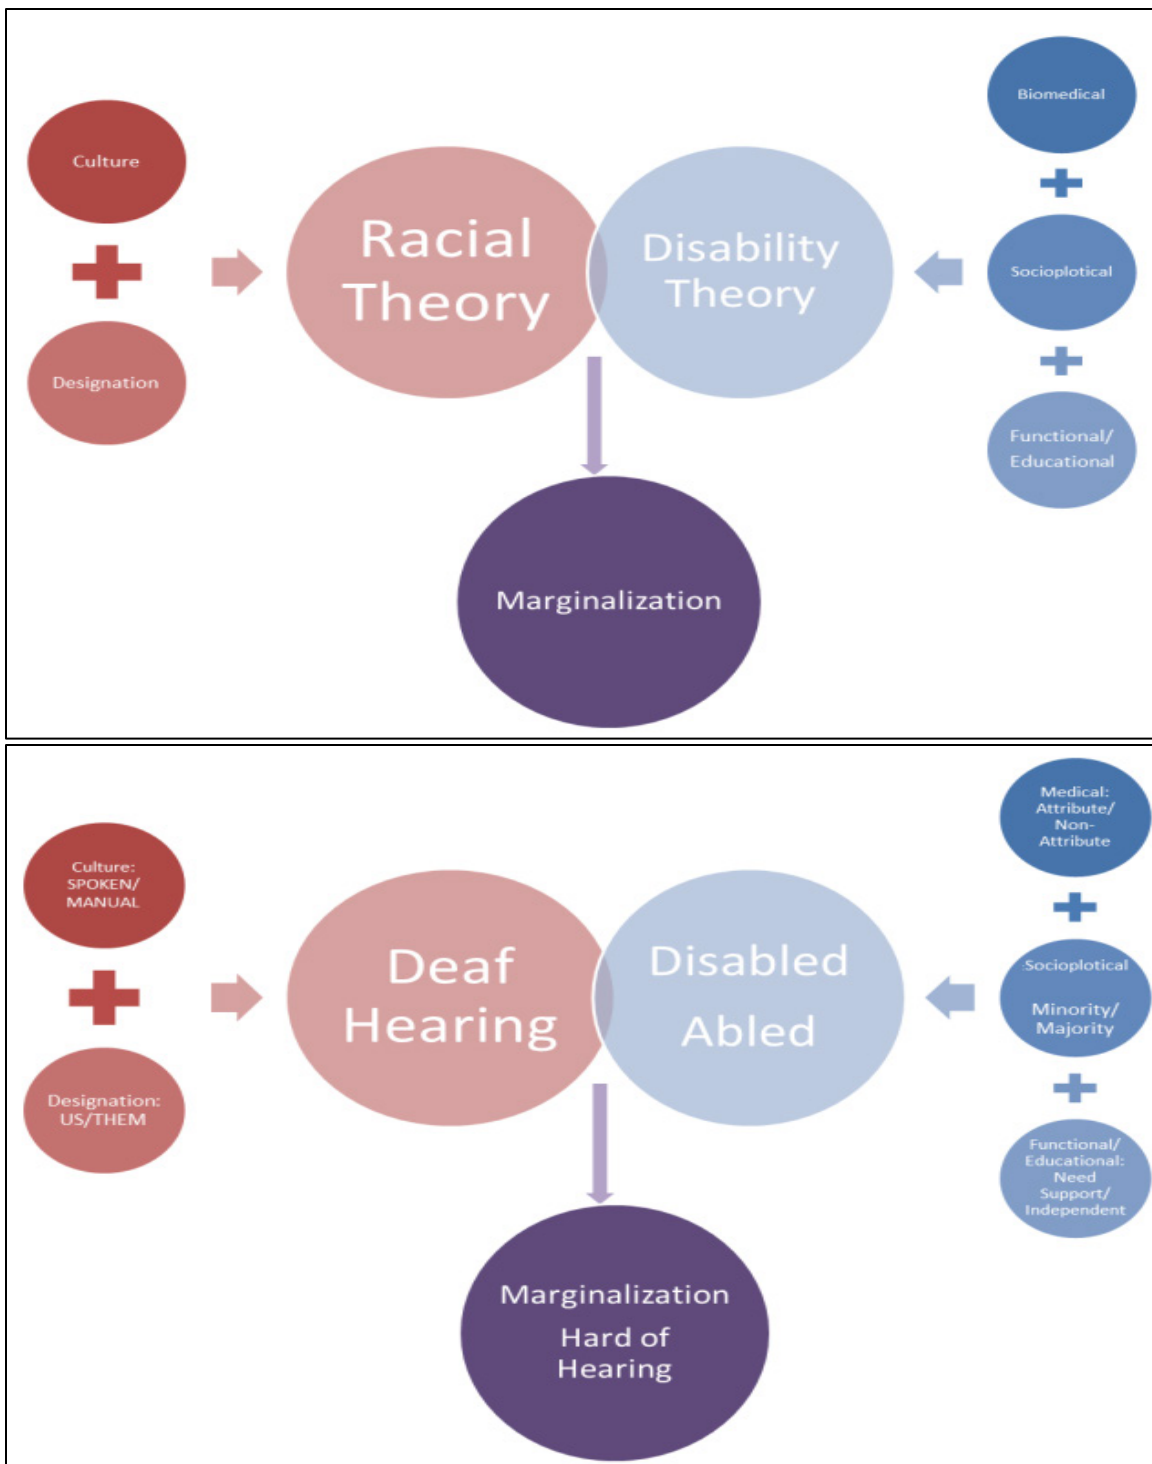 Culture
Designation
Racial
Theory
Disability
Theory
Biomedical
Socioplotical
Functional/
Educational
Marginalization
Culture:
SPOKEN/
MANUAL
Designation:
US/THEM
Deaf
Hearing
Disabled
Abled
Medical:
Attribute/
Non-
Attribute
Socioplotical
Minority/
Majority
Functional/
Educational:
Need
Support/
Independent
Marginalization
Hard of
Hearing